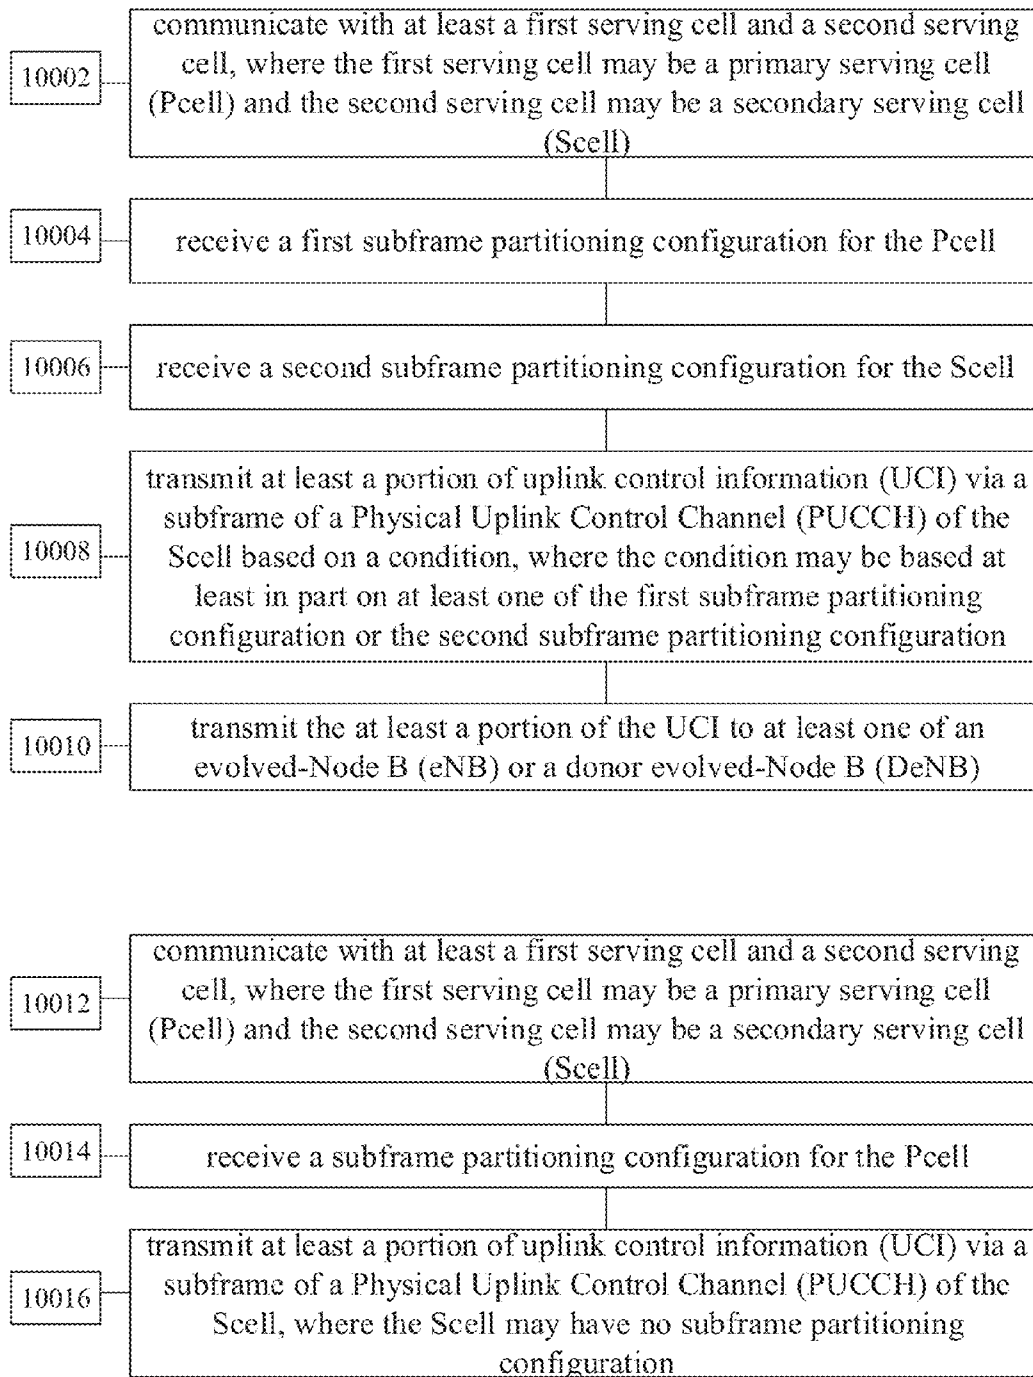 10002
communicate with at least a first serving cell and a second serving
cell, where the first serving cell may be a primary serving cell
(Pcell) and the second serving cell may be a secondary serving cell
(Scell)
10004
receive a first subframe partitioning configuration for the Pcell
10006
receive a second subframe partitioning configuration for the Scell
10008
transmit at least a portion of uplink control information (UCI) via a
subframe of a Physical Uplink Control Channel (PUCCH) of the
Scell based on a condition, where the condition may be based at
least in part on at least one of the first subframe partitioning
configuration or the second subframe partitioning configuration
10010
transmit the at least a portion of the UCI to at least one of an
evolved-Node B (eNB) or a donor evolved-Node B (DeNB)
10012
communicate with at least a first serving cell and a second serving
cell, where the first serving cell may be a primary serving cell
(Pcell) and the second serving cell may be a secondary serving cell
(Scell)
10014
receive a subframe partitioning configuration for the Pcell
10016
transmit at least a portion of uplink control information (UCI) via a
subframe of a Physical Uplink Control Channel (PUCCH) of the
Scell, where the Scell may have no subframe partitioning
configuration